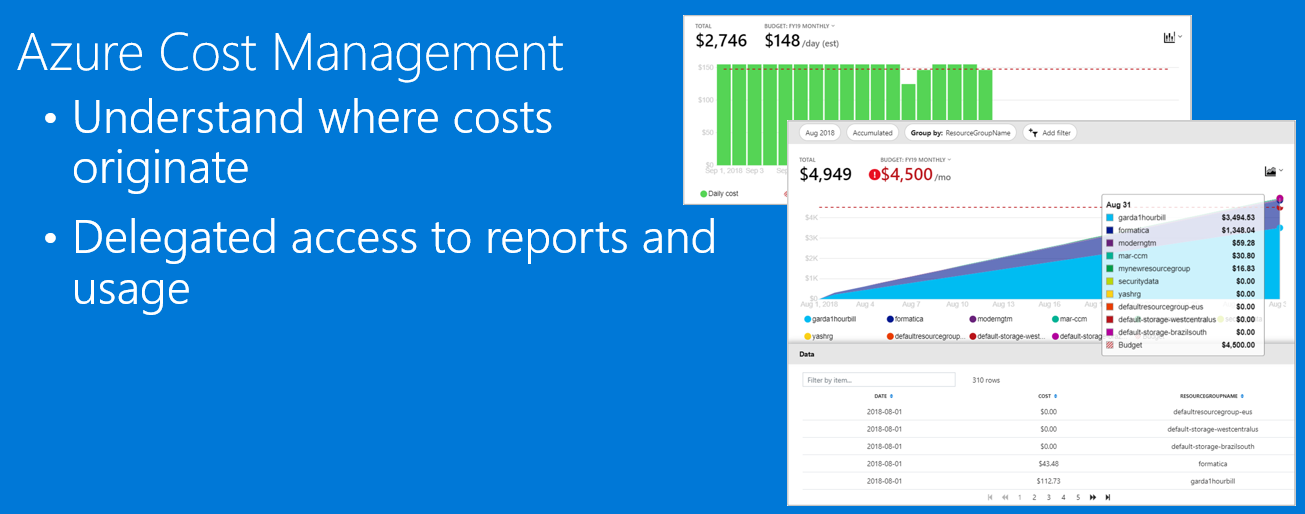 Azure Cost Management
• Understand where costs
originate
• Delegated access to reports and
usage
TOTAL
$2,746
BUDGET: FY19 MONTHLY
$148 /day (est)
$150
$100
$50
$0
Sep 1, 2018 Sep 3
Daily cost
Aug 2018
Accumulated
Group by: ResourceGroupName
Add filter
TOTAL
$4,949
BUDGET: FY19 MONTHLY
$4,500 /mo
$4K
$3K
$2K
$1K
$0
Aug 1, 2018 Aug 4 Aug 7 Aug 10 Aug 13 Aug 16
garda1hourbill formatica moderngtm mar-ccm
yashrg defaultresourcegroup... default-storage-west...
Aug 31
garda1hourbill $3,494.53
formatica $1,348.04
moderngtm $59.28
mar-ccm $30.80
mynewresourcegroup $16.83
securitydata $0.00
yashrg $0.00
defaultresourcegroup-eus $0.00
default-storage-westcentralus $0.00
default-storage-brazilsouth $0.00
Budget $4,500.00
Data
Filter by item...
310 rows
DATE COST RESOURCEGROUPNAME
2018-08-01 $0.00 defaultresourcegroup-eus
2018-08-01 $0.00 default-storage-westcentralus
2018-08-01 $0.00 default-storage-brazilsouth
2018-08-01 $43.48 formatica
2018-08-01 $112.73 garda1hourbill
1 2 3 4 5